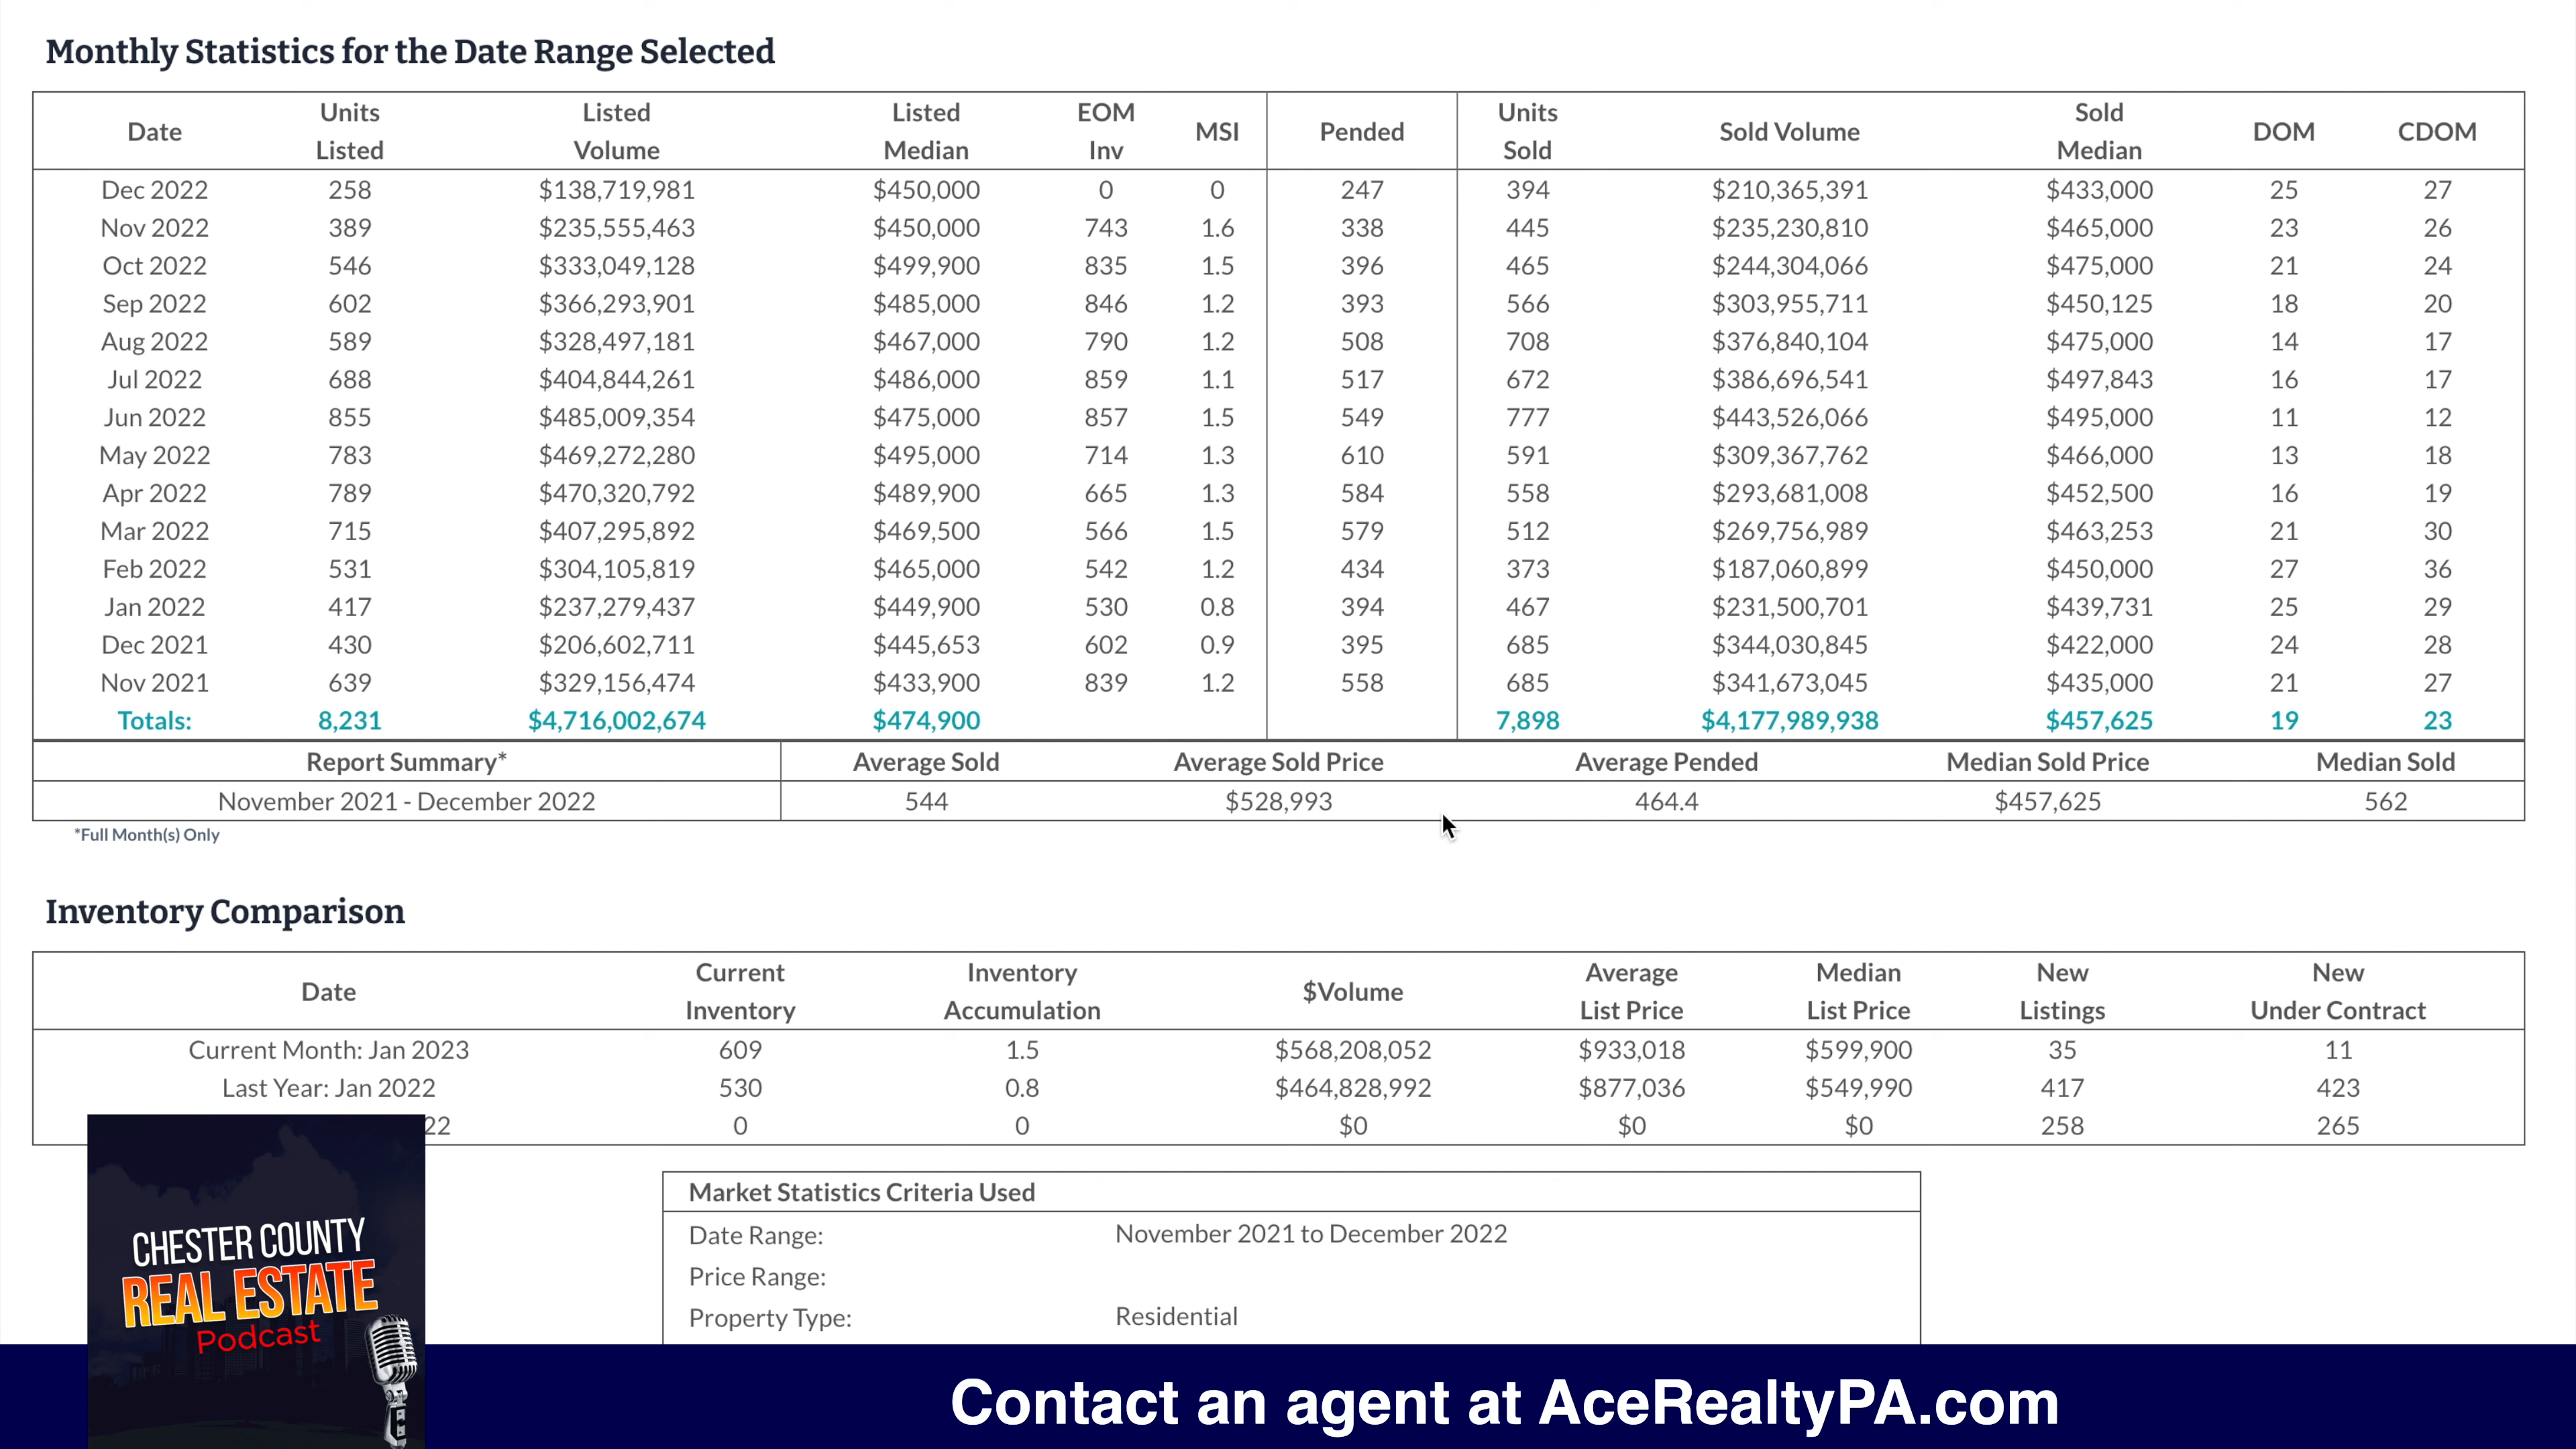 Monthly Statistics for the Date Range Selected
Date Units Listed Listed Volume Listed Median EOM Inv MSI Pended Units Sold Sold Volume Sold Median DOM CDOM
Dec 2022 258 $138,719,981 $450,000 0 0 247 394 $210,365,391 $433,000 25 27
Nov 2022 389 $235,555,463 $450,000 743 1.6 338 445 $235,230,810 $465,000 23 26
Oct 2022 546 $333,049,128 $499,900 835 1.5 396 465 $244,304,066 $475,000 21 24
Sep 2022 602 $366,293,901 $485,000 846 1.2 393 566 $303,955,711 $450,125 18 20
Aug 2022 589 $328,497,181 $467,000 790 1.2 508 708 $376,840,104 $475,000 14 17
Jul 2022 688 $404,844,261 $486,000 859 1.1 517 672 $386,696,541 $497,843 16 17
Jun 2022 855 $485,009,354 $475,000 857 1.5 549 777 $443,526,066 $495,000 11 12
May 2022 783 $469,272,280 $495,000 714 1.3 610 591 $309,367,762 $466,000 13 18
Apr 2022 789 $470,320,792 $489,900 665 1.3 584 558 $293,681,008 $452,500 16 19
Mar 2022 715 $407,295,892 $469,500 566 1.5 579 512 $269,756,989 $463,253 21 30
Feb 2022 531 $304,105,819 $465,000 542 1.2 434 373 $187,060,899 $450,000 27 36
Jan 2022 417 $237,279,437 $449,900 530 0.8 394 467 $231,500,701 $439,731 25 29
Dec 2021 430 $206,602,711 $445,653 602 0.9 395 685 $344,030,845 $422,000 24 28
Nov 2021 639 $329,156,474 $433,900 839 1.2 558 685 $341,673,045 $435,000 21 27
Totals: 8,231 $4,716,002,674 $474,900 7,898 $4,177,989,938 $457,625 19 23
Report Summary* Average Sold Average Sold Price Average Pended Median Sold Price Median Sold
November 2021 - December 2022 544 $528,993 464.4 $457,625 562
*Full Month(s) Only
Inventory Comparison
Date Current Inventory Inventory Accumulation $Volume Average List Price Median List Price New Listings New Under Contract
Current Month: Jan 2023 609 1.5 $568,208,052 $933,018 $599,900 35 11
Last Year: Jan 2022 530 0.8 $464,828,992 $877,036 $549,990 417 423
22 0 0 $0 $0 $0 258 265
Market Statistics Criteria Used
Date Range: November 2021 to December 2022
Price Range:
Property Type: Residential
CHESTER COUNTY
REAL ESTATE
Podcast
Contact an agent at AceRealtyPA.com